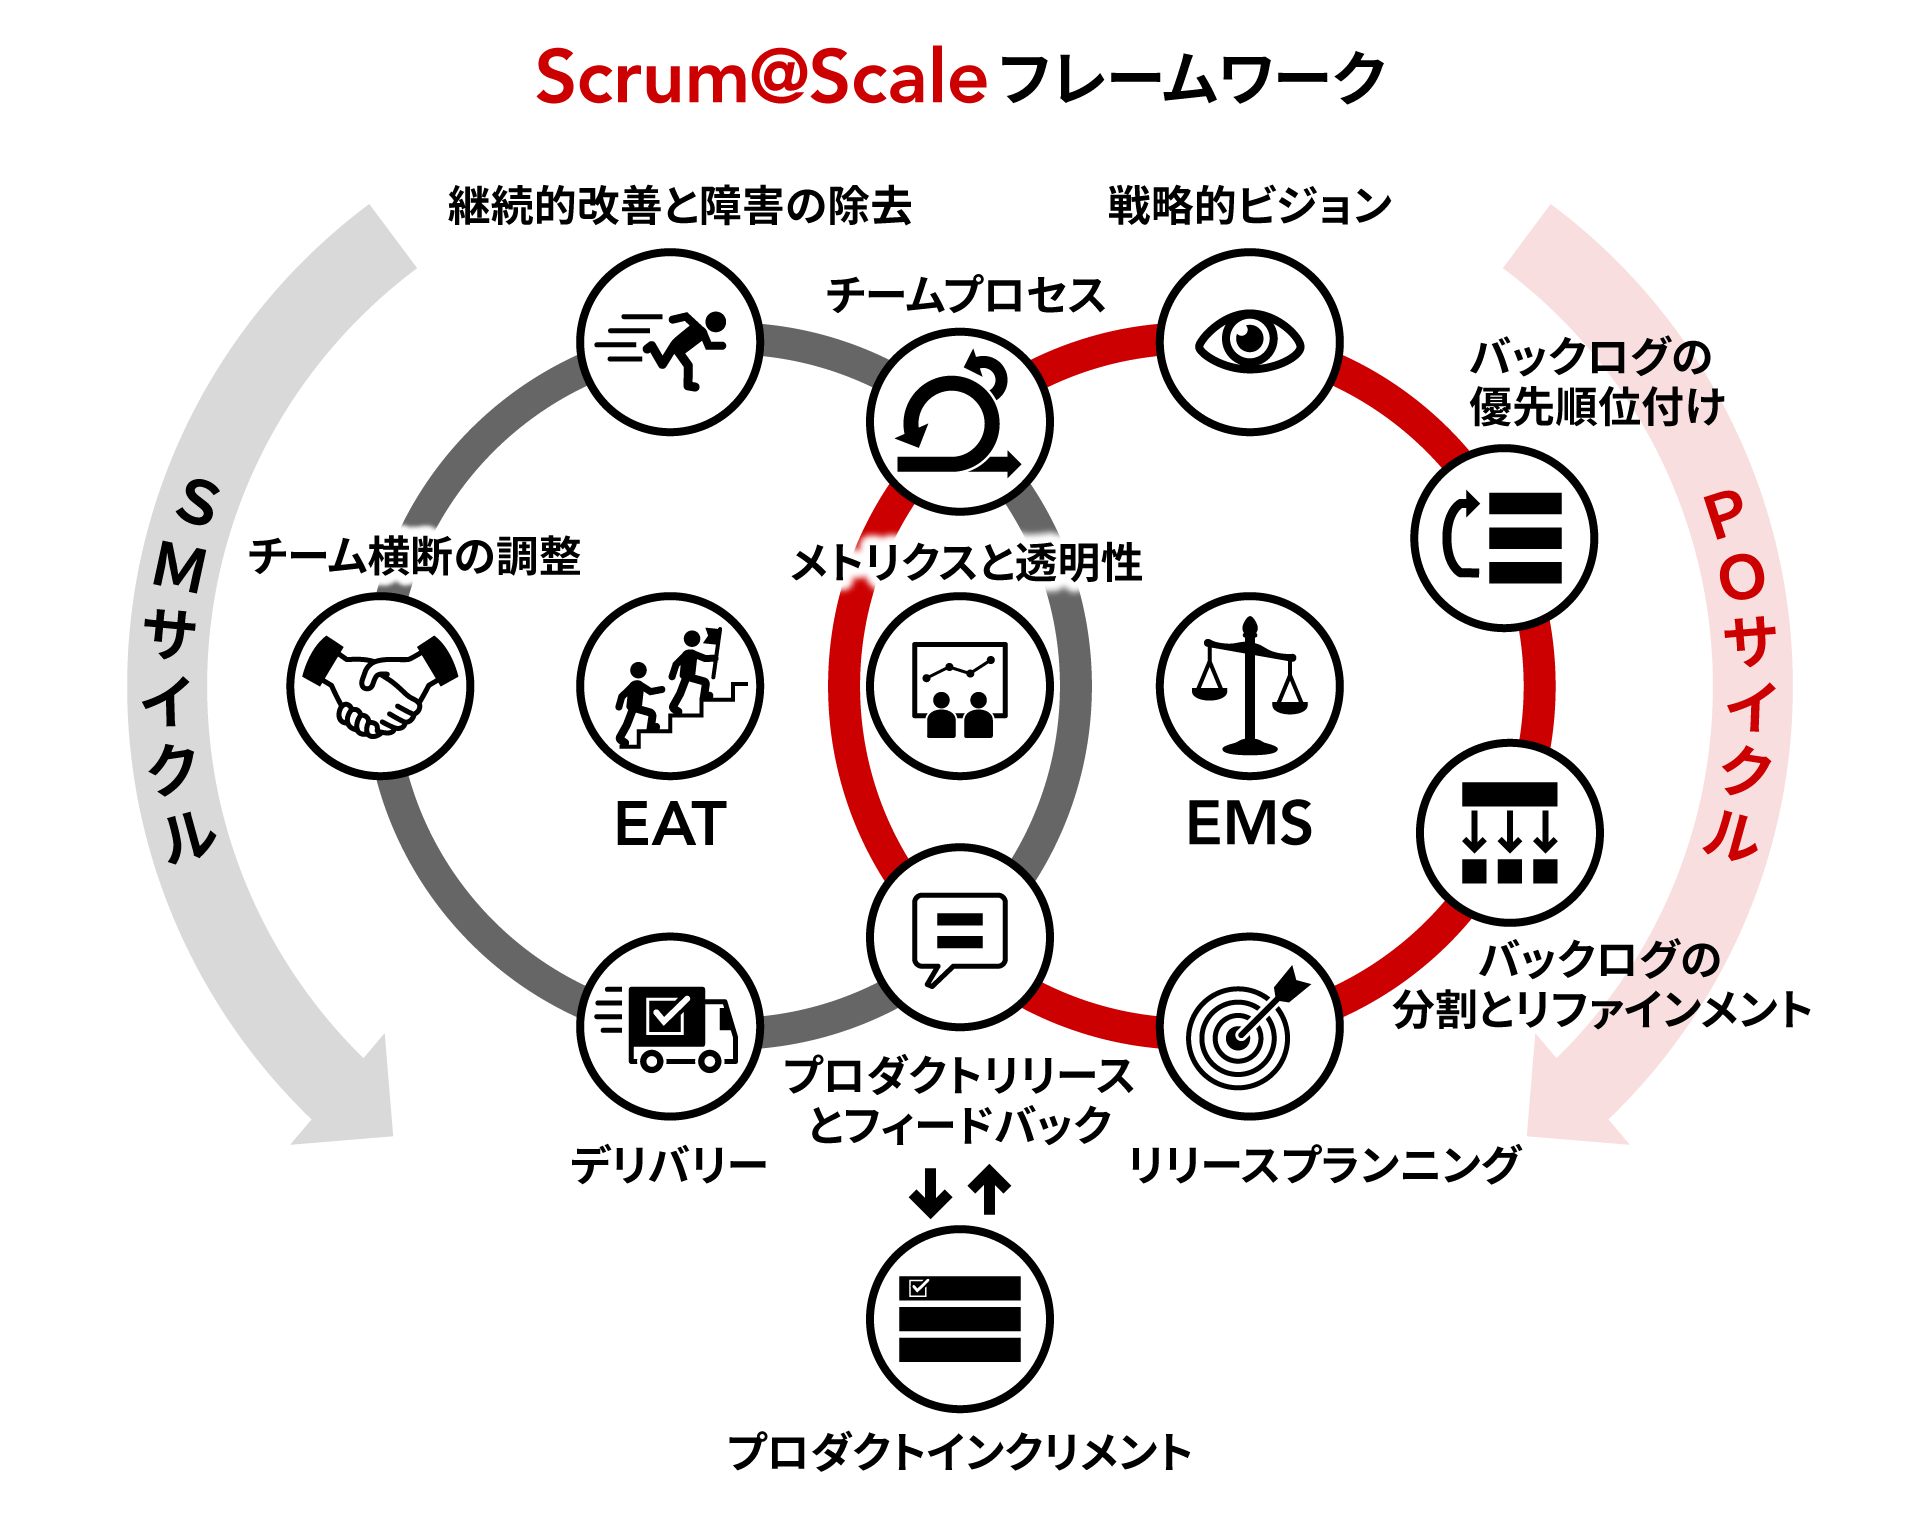 Scrum@Scale フレームワーク
継続的改善と障害の除去
戦略的ビジョン
チームプロセス
バックログの
優先順位付け
SMサイクル
チーム横断の調整
メトリクスと透明性
POサイクル
EAT
EMS
バックログの
分割とリファインメント
プロダクトリリース
とフィードバック
デリバリー
リリースプランニング
プロダクトインクリメント